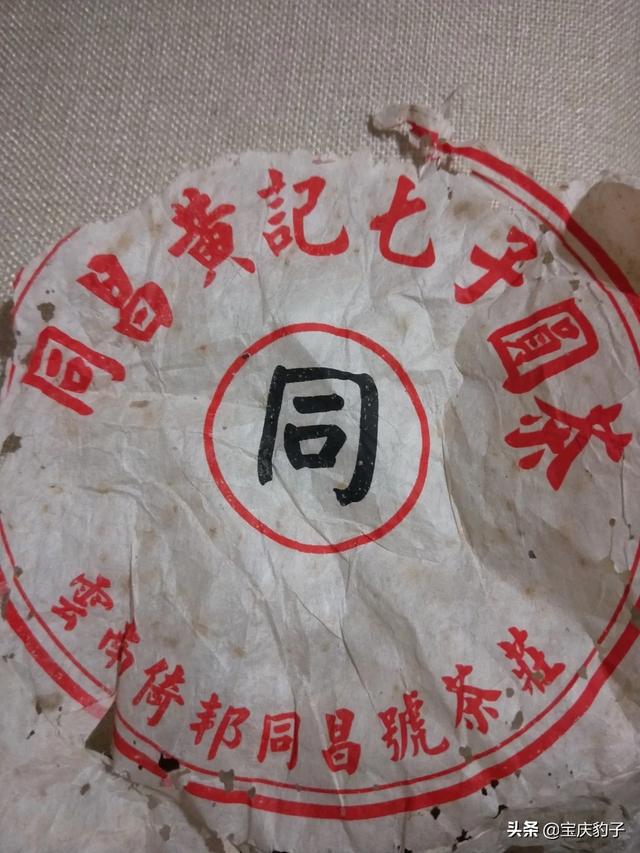 同昌黃記七子圓茶
同
雲南倚邦同昌號茶莊
头条 @宝庆豹子